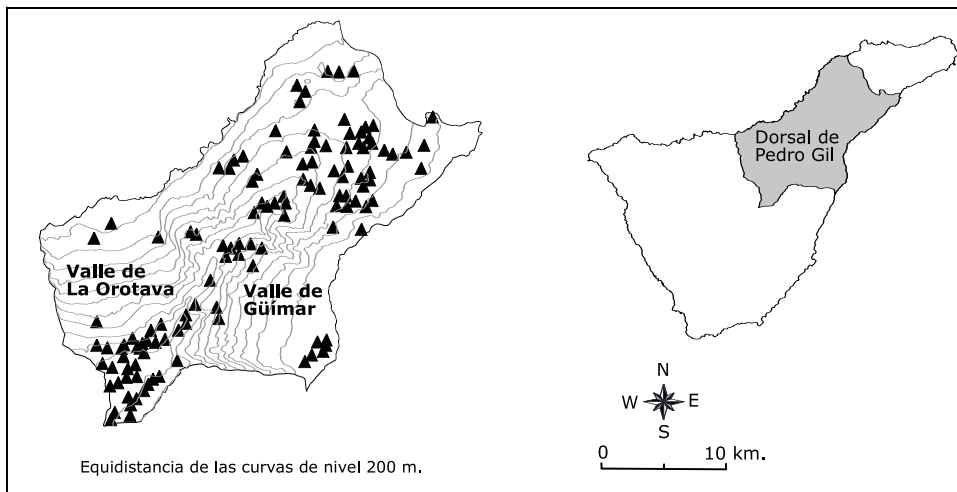 Valle de
La Orotava
Valle de
Güímar
Equidistancia de las curvas de nivel 200 m.
Dorsal de
Pedro Gil
N
W E
S
0 10 km.